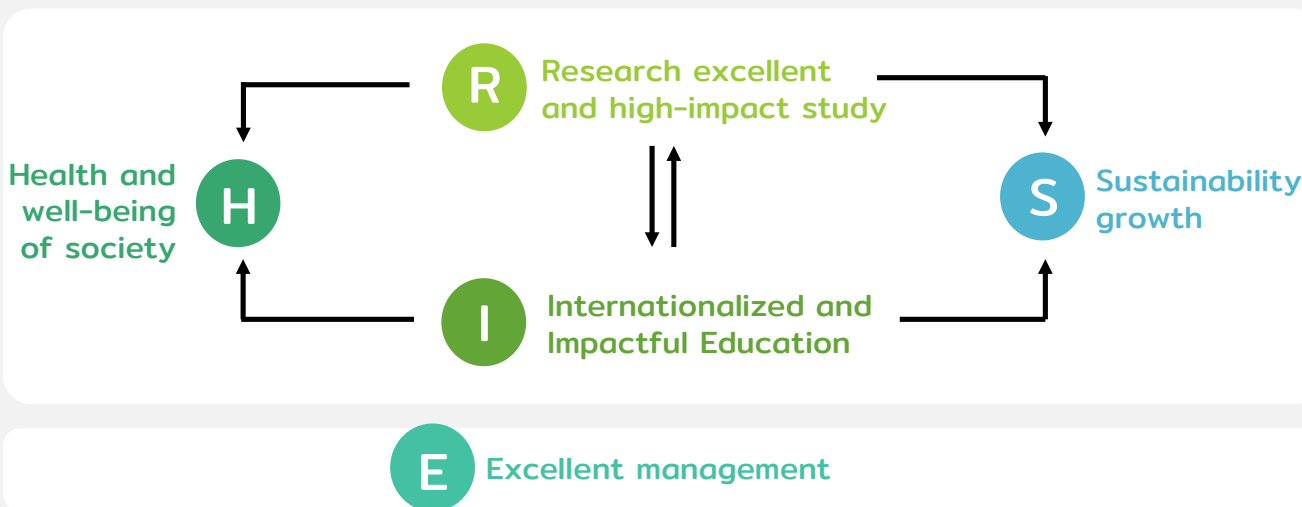 R
Research excellent
and high-impact study
Health and
well-being
of society
H
S
Sustainability
growth
I
Internationalized and
Impactful Education
E
Excellent management